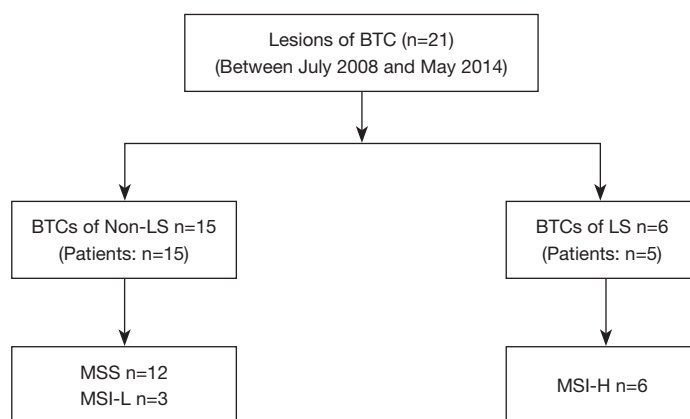 Lesions of BTC (n=21)
(Between July 2008 and May 2014)
BTCs of Non-LS n=15
(Patients: n=15)
BTCs of LS n=6
(Patients: n=5)
MSS n=12
MSI-L n=3
MSI-H n=6